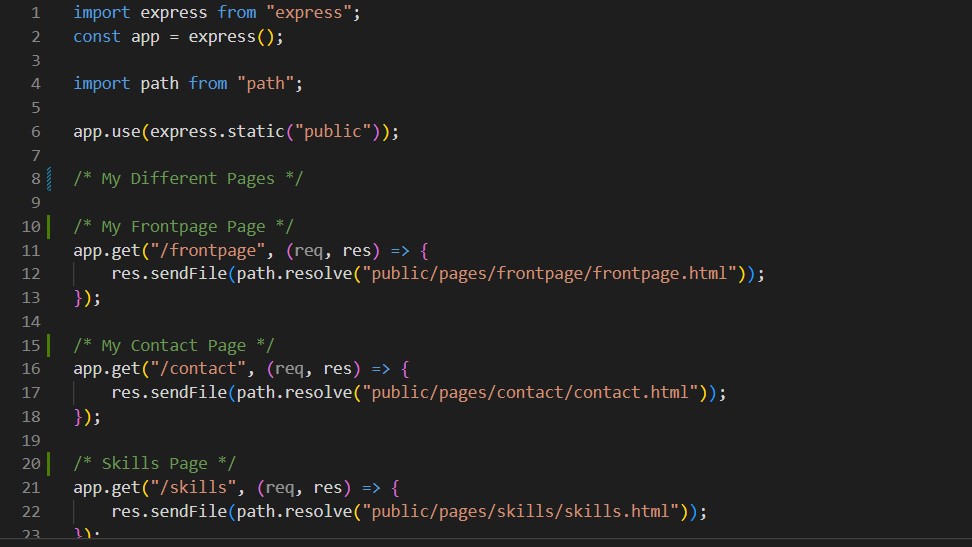 1 import express from "express";
2 const app = express();
3
4 import path from "path";
5
6 app.use(express.static("public"));
7
8 /* My Different Pages */
9
10 /* My Frontpage Page */
11 app.get("/frontpage", (req, res) => {
12     res.sendFile(path.resolve("public/pages/frontpage/frontpage.html"));
13 });
14
15 /* My Contact Page */
16 app.get("/contact", (req, res) => {
17     res.sendFile(path.resolve("public/pages/contact/contact.html"));
18 });
19
20 /* Skills Page */
21 app.get("/skills", (req, res) => {
22     res.sendFile(path.resolve("public/pages/skills/skills.html"));
23 });